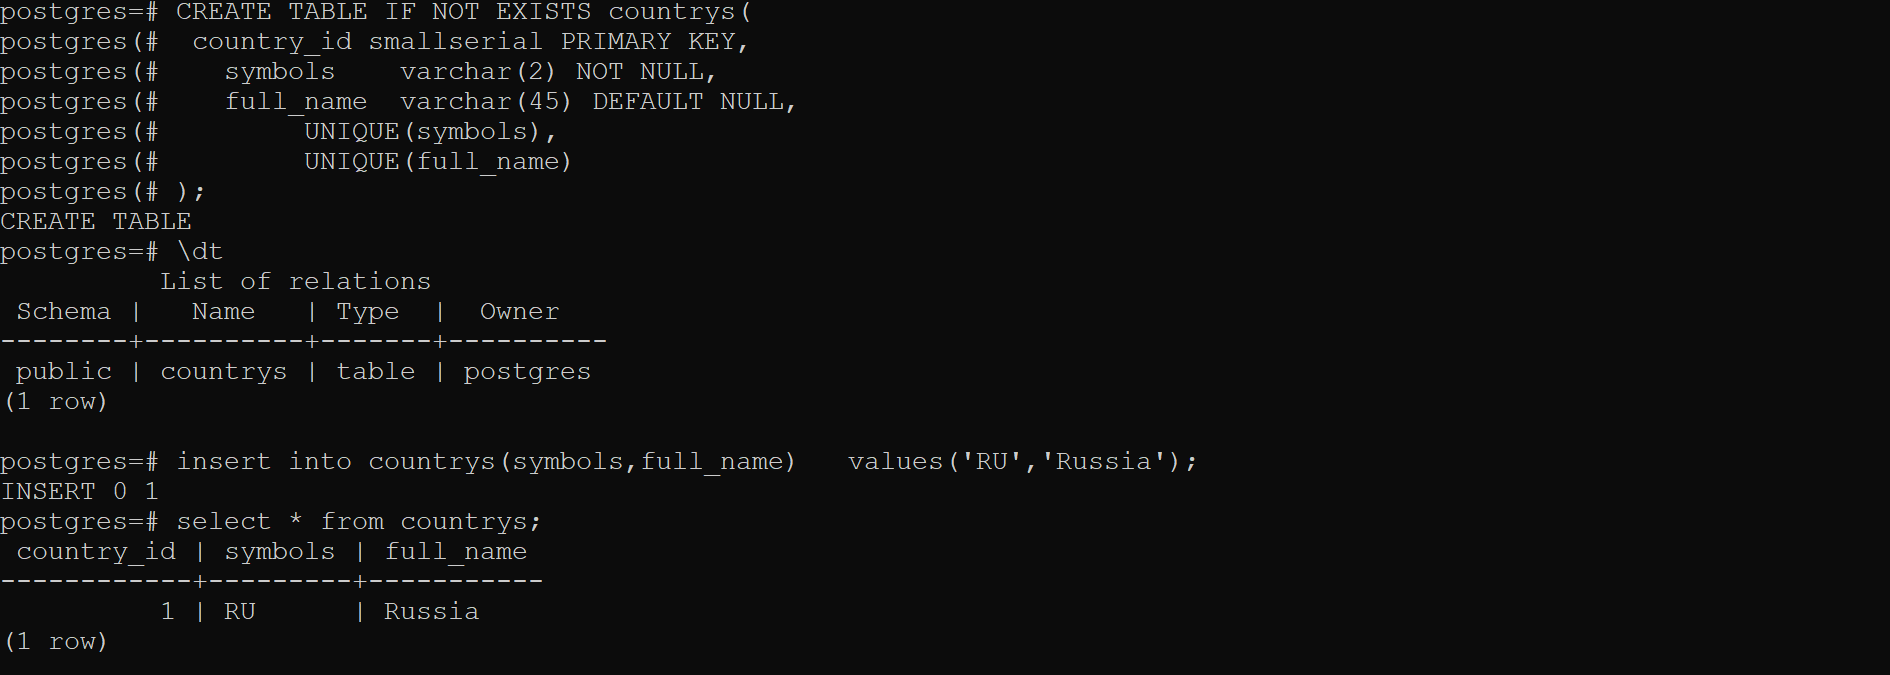 postgres=# CREATE TABLE IF NOT EXISTS countrys(
postgres(#  country_id smallserial PRIMARY KEY,
postgres(#    symbols    varchar(2) NOT NULL,
postgres(#    full_name  varchar(45) DEFAULT NULL,
postgres(#         UNIQUE(symbols),
postgres(#         UNIQUE(full_name)
postgres(# );
CREATE TABLE
postgres=# \dt
          List of relations
 Schema |   Name   | Type  |  Owner
--------+----------+-------+----------
 public | countrys | table | postgres
(1 row)

postgres=# insert into countrys(symbols,full_name)   values('RU','Russia');
INSERT 0 1
postgres=# select * from countrys;
 country_id | symbols | full_name
------------+---------+-----------
          1 | RU      | Russia
(1 row)